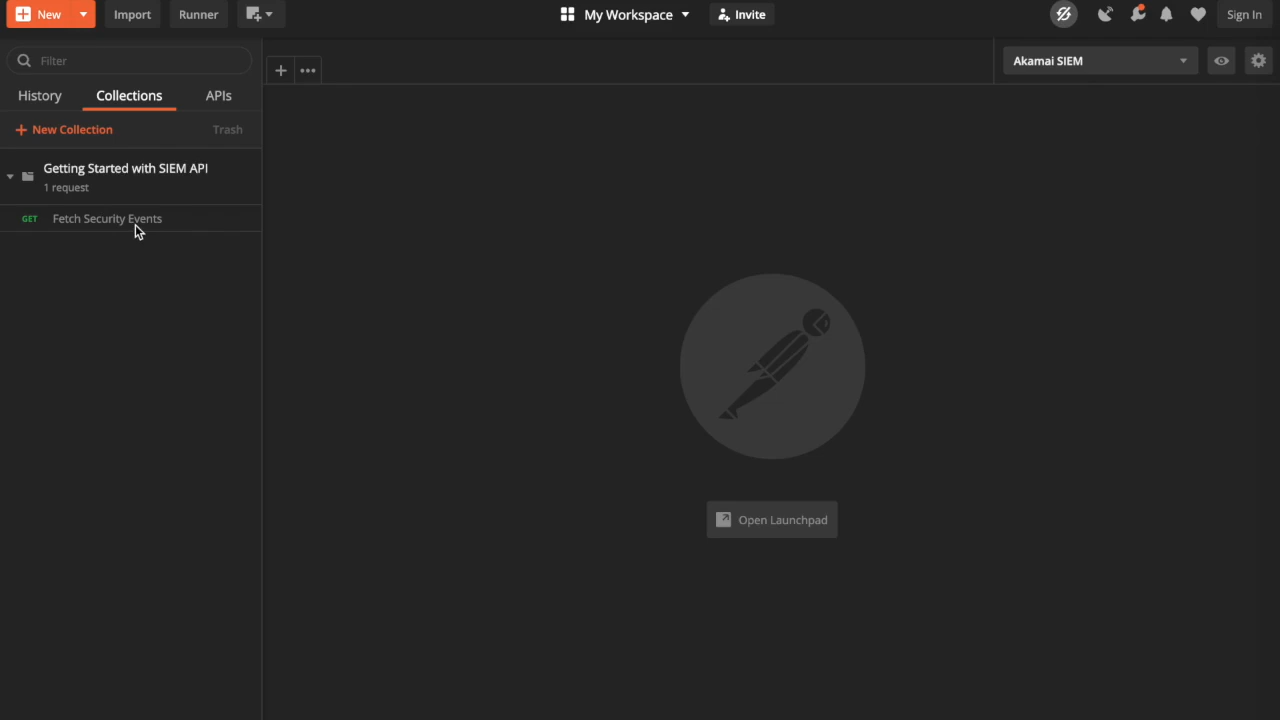 New
Import
Runner
My Workspace
Invite
Sign In
Filter
Akamai SIEM
History
Collections
APIs
New Collection
Trash
Getting Started with SIEM API
1 request
GET Fetch Security Events
Open Launchpad